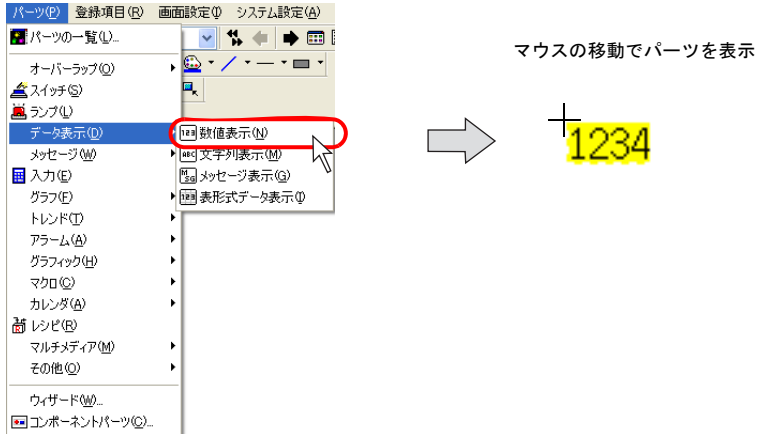 パーツ(P) 登録項目(R) 画面設定(I) システム設定(A)
パーツの一覧(L)...
オーバーラップ(O)
スイッチ(S)
ランプ(L)
データ表示(D)
メッセージ(W)
入力(E)
グラフ(F)
トレンド(T)
アラーム(A)
グラフィック(H)
マクロ(C)
カレンダ(A)
レシピ(R)
マルチメディア(M)
その他(O)
ウィザード(W)...
コンポーネントパーツ(C)...
123 数値表示(N)
ABC 文字列表示(M)
MSG メッセージ表示(G)
123 表形式データ表示(I)
マウスの移動でパーツを表示
1234